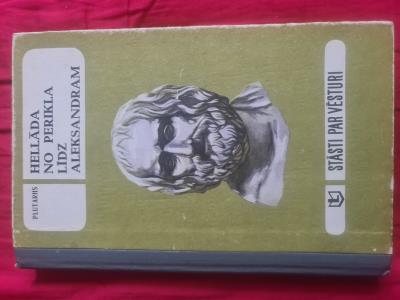 PLUTARHS
HELLĀDA
NO PERIKLA
LĪDZ
ALEKSANDRAM
STĀSTI PAR VĒSTURI